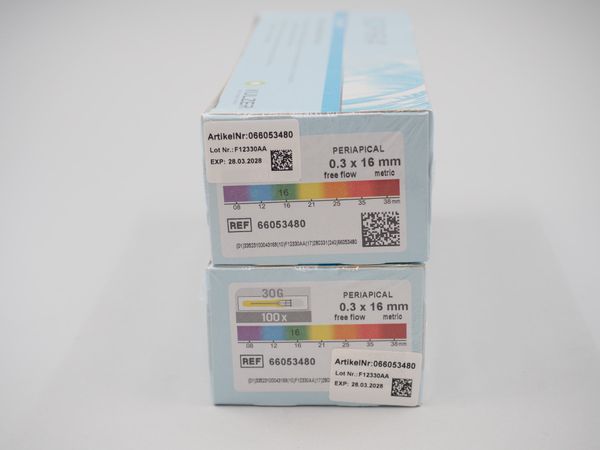 KULZER
ArtikelNr:066053480
Lot Nr.:F12330AA
EXP: 28.03.2028
PERIAPICAL
0.3 x 16 mm
free flow metric
16
08 12 16 21 25 35 38 mm
REF 66053480
30G
100x
PERIAPICAL
0.3 x 16 mm
free flow metric
16
08 12 16 21 25 35 38 mm
REF 66053480
ArtikelNr:066053480
Lot Nr.:F12330AA
EXP: 28.03.2028